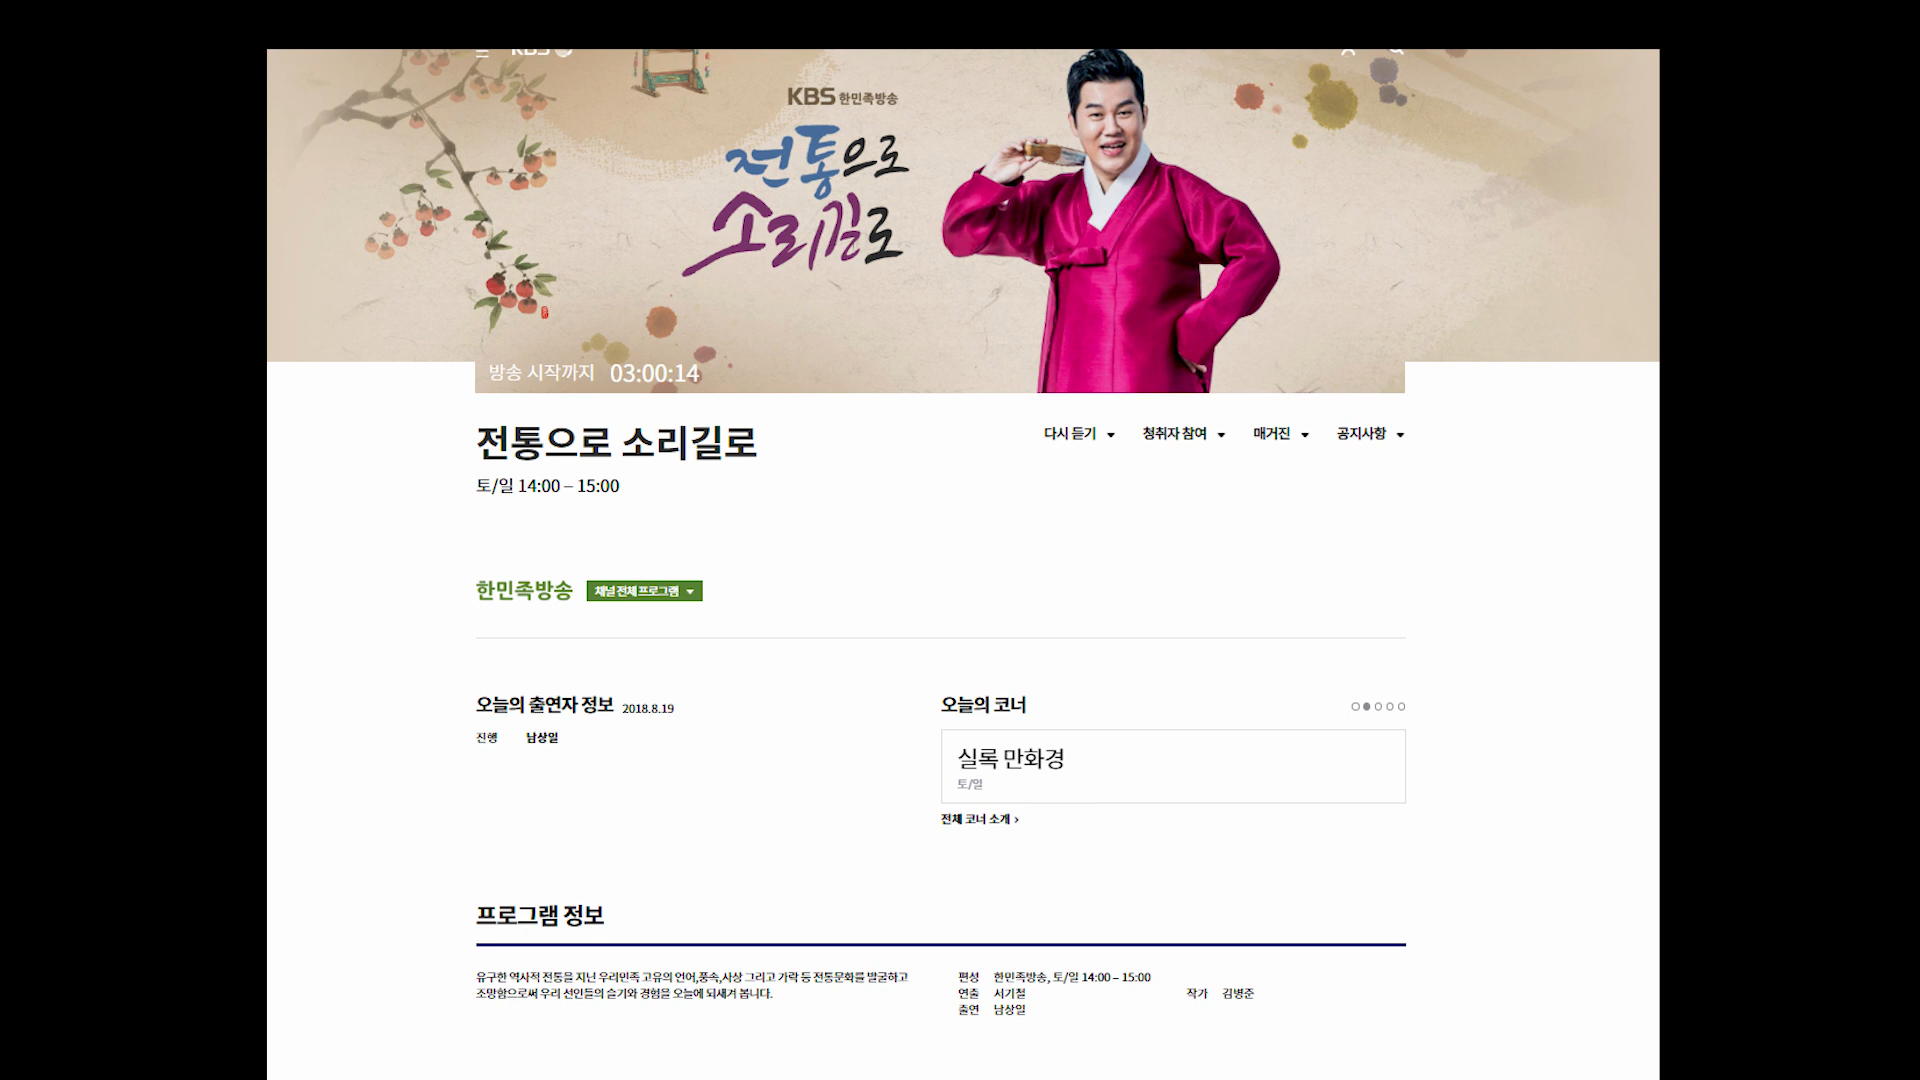 KBS
KBS 한민족방송
전통으로
소리길로
방송 시작까지 03:00:14
전통으로 소리길로
다시 듣기 청취자 참여 매거진 공지사항
토/일 14:00 – 15:00
한민족방송 채널 전체 프로그램
오늘의 출연자 정보 2018.8.19
진행 남상일
오늘의 코너
실록 만화경
토/일
전체 코너 소개 ›
프로그램 정보
유구한 역사적 전통을 지닌 우리민족 고유의 언어,풍속,사상 그리고 가락 등 전통문화를 발굴하고
조망함으로써 우리 선인들의 슬기와 경험을 오늘에 되새겨 봅니다.
편성 한민족방송, 토/일 14:00 – 15:00
연출 서기철 작가 김병준
출연 남상일